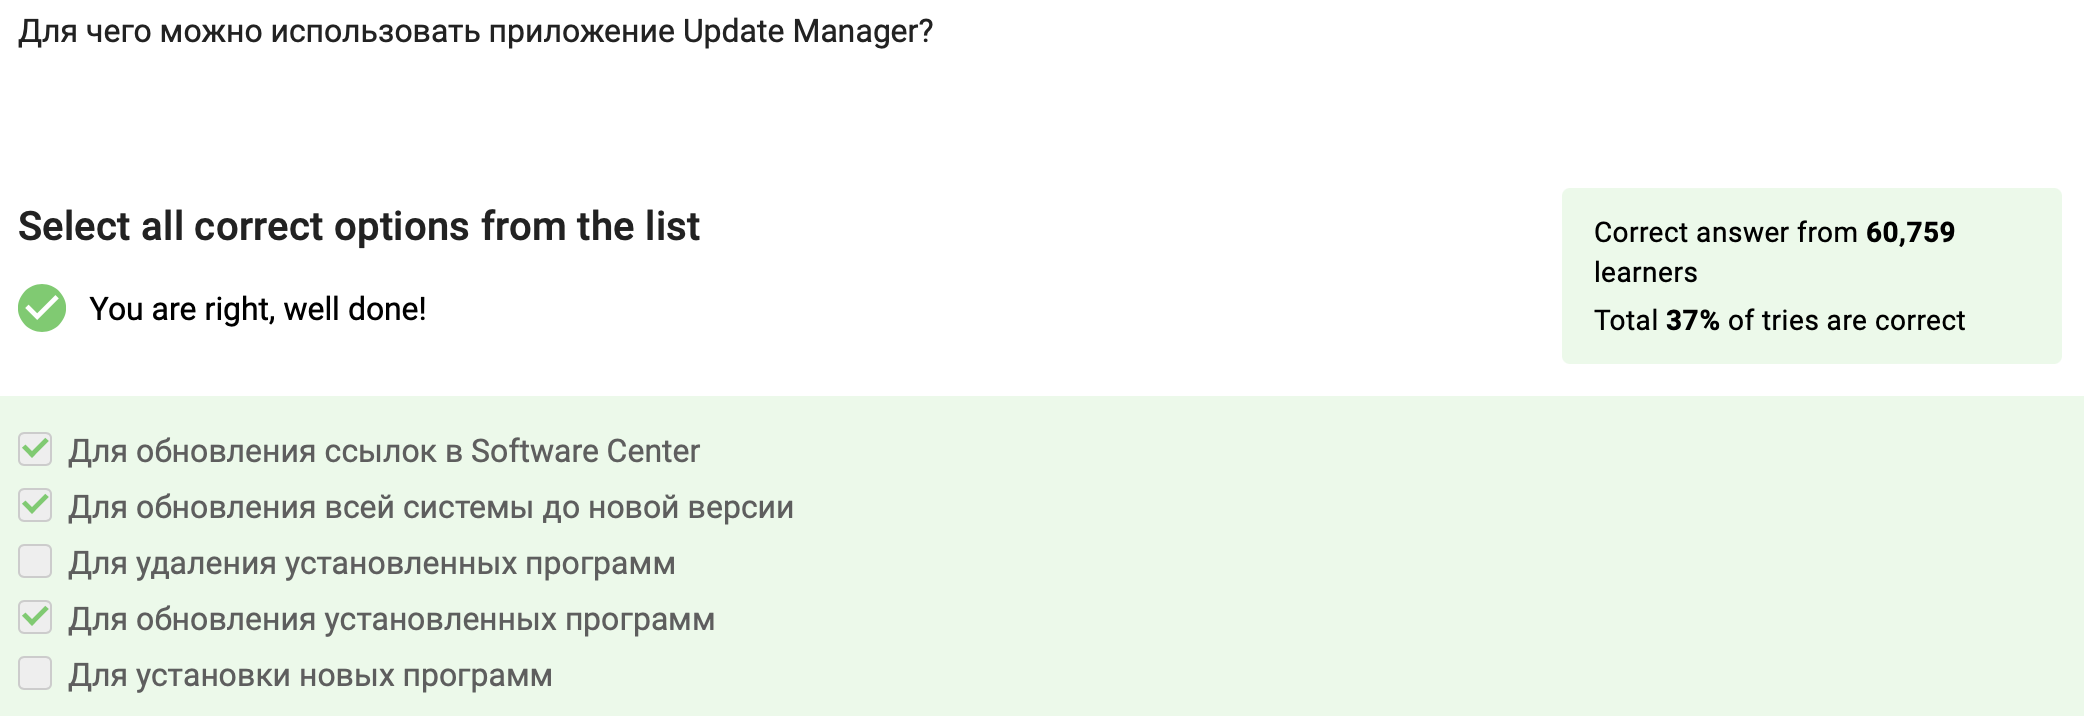 Для чего можно использовать приложение Update Manager?
Select all correct options from the list
You are right, well done!
Correct answer from 60,759
learners
Total 37% of tries are correct
Для обновления ссылок в Software Center
Для обновления всей системы до новой версии
Для удаления установленных программ
Для обновления установленных программ
Для установки новых программ